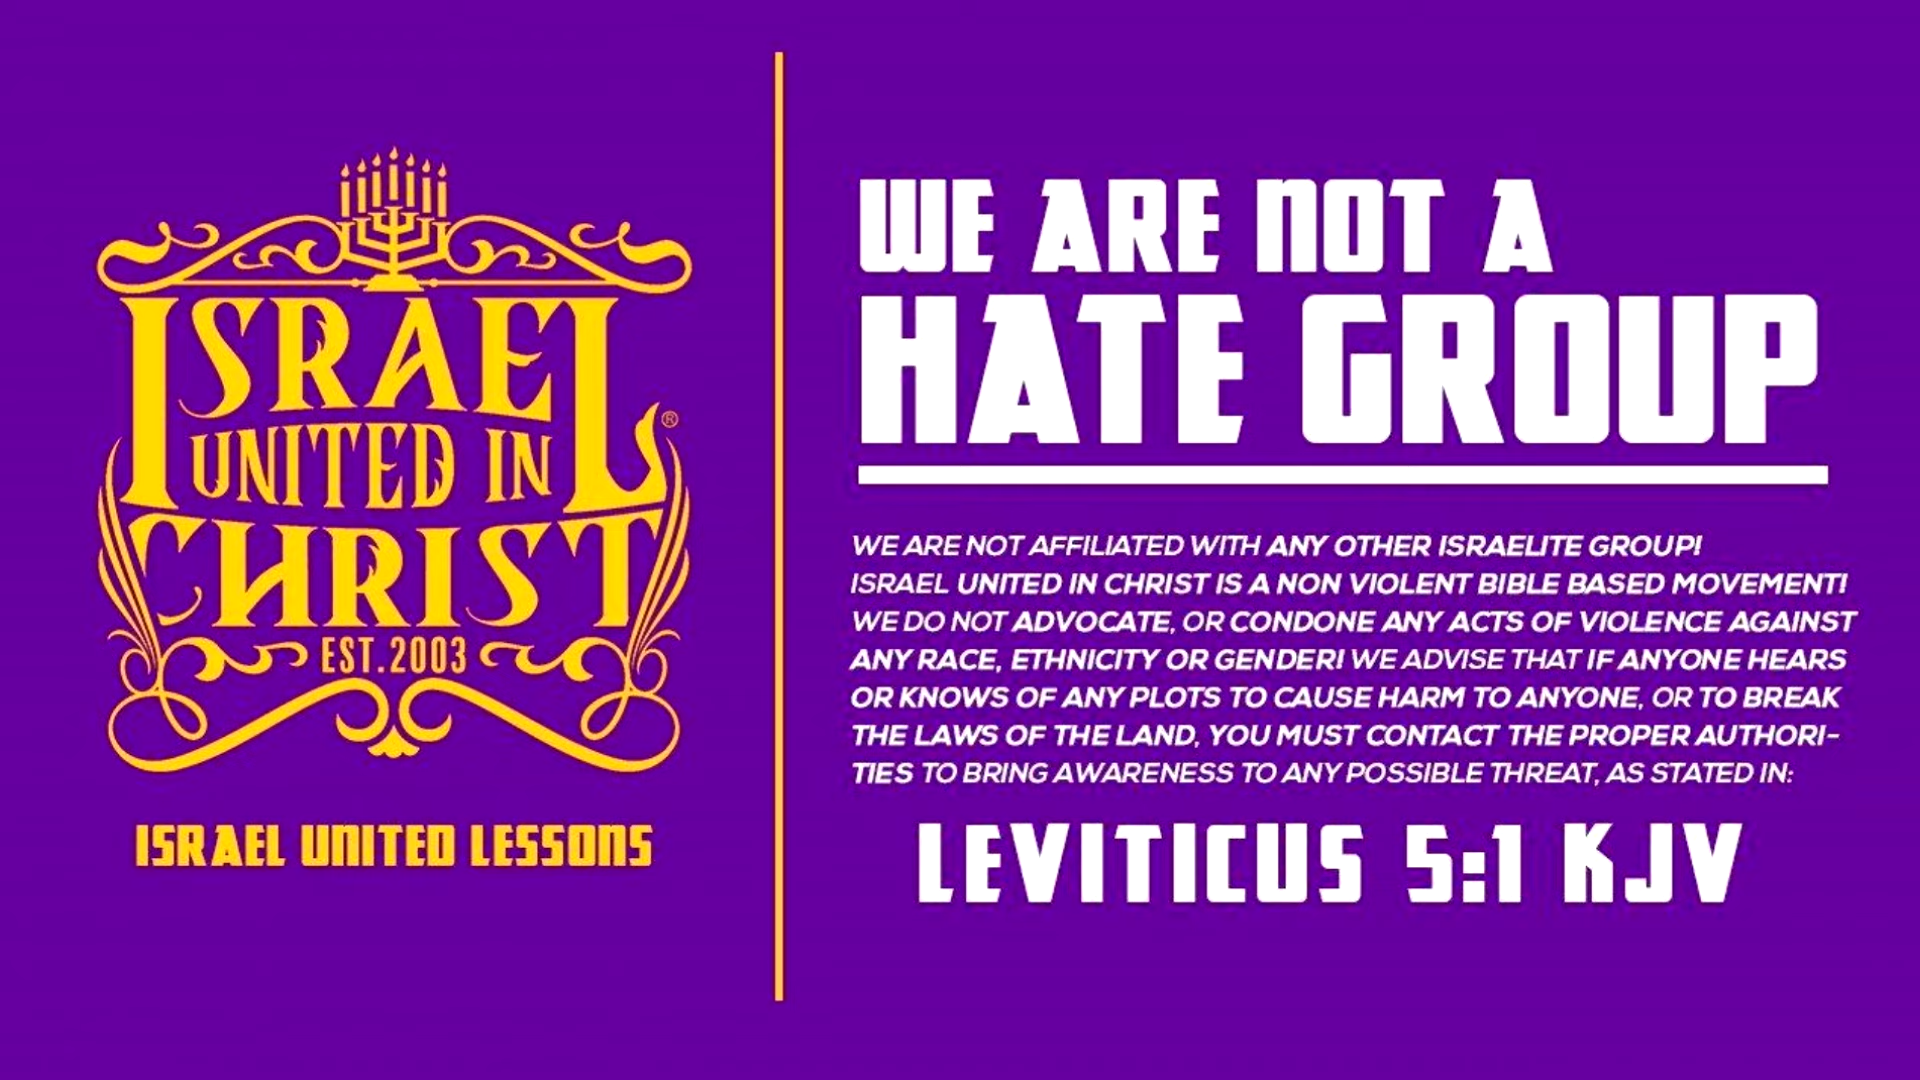 ISRAEL
UNITED IN
CHRIST
®
EST.2003
ISRAEL UNITED LESSONS
WE ARE NOT A
HATE GROUP
WE ARE NOT AFFILIATED WITH ANY OTHER ISRAELITE GROUP!
ISRAEL UNITED IN CHRIST IS A NON VIOLENT BIBLE BASED MOVEMENT!
WE DO NOT ADVOCATE, OR CONDONE ANY ACTS OF VIOLENCE AGAINST
ANY RACE, ETHNICITY OR GENDER! WE ADVISE THAT IF ANYONE HEARS
OR KNOWS OF ANY PLOTS TO CAUSE HARM TO ANYONE, OR TO BREAK
THE LAWS OF THE LAND, YOU MUST CONTACT THE PROPER AUTHORI-
TIES TO BRING AWARENESS TO ANY POSSIBLE THREAT, AS STATED IN:
LEVITICUS 5:1 KJV